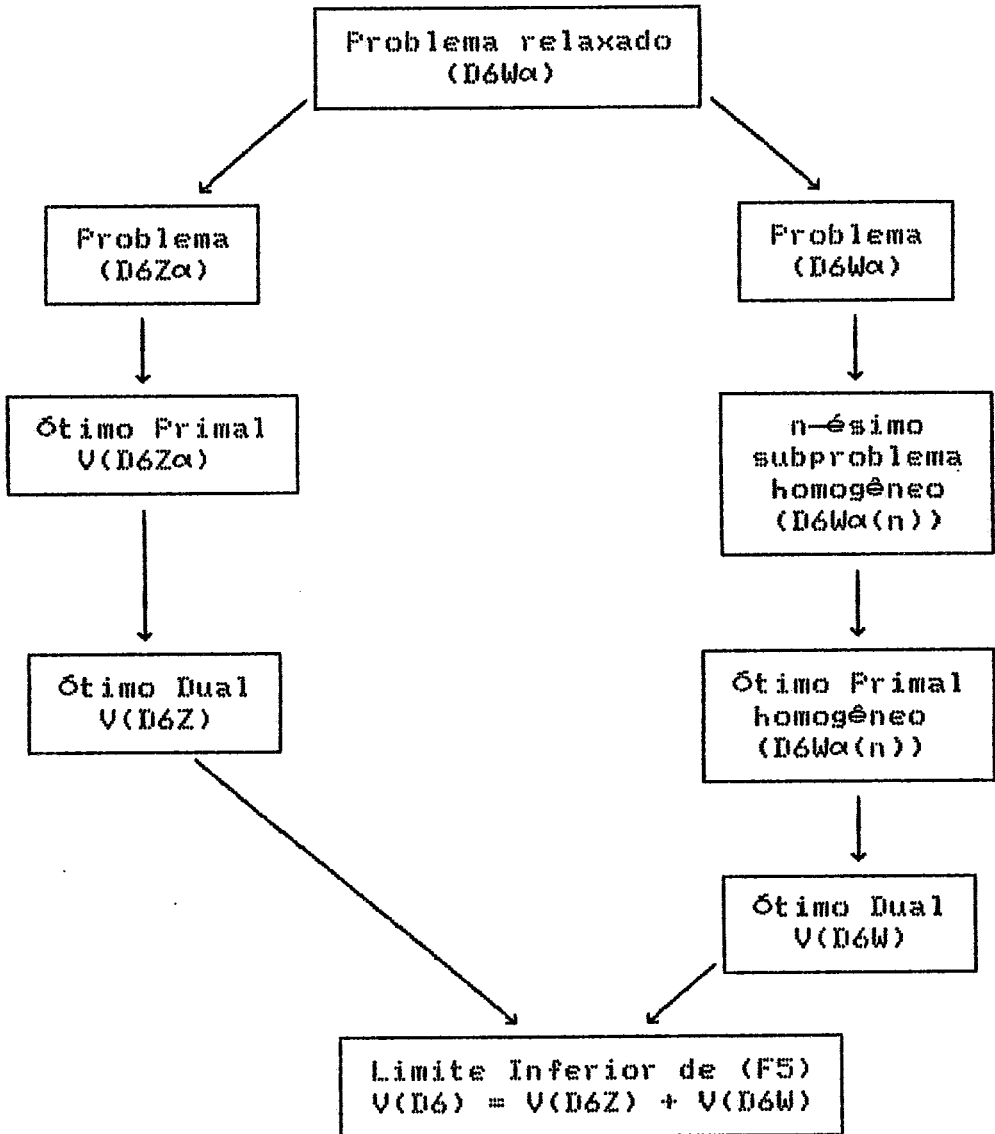 Problema relaxado
(D6Wα)
Problema
(D6Zα)
Problema
(D6Wα)
Ótimo Primal
V(D6Zα)
n-ésimo
subproblema
homogêneo
(D6Wα(n))
Ótimo Dual
V(D6Z)
Ótimo Primal
homogêneo
(D6Wα(n))
Ótimo Dual
V(D6W)
Limite Inferior de (F5)
V(D6) = V(D6Z) + V(D6W)